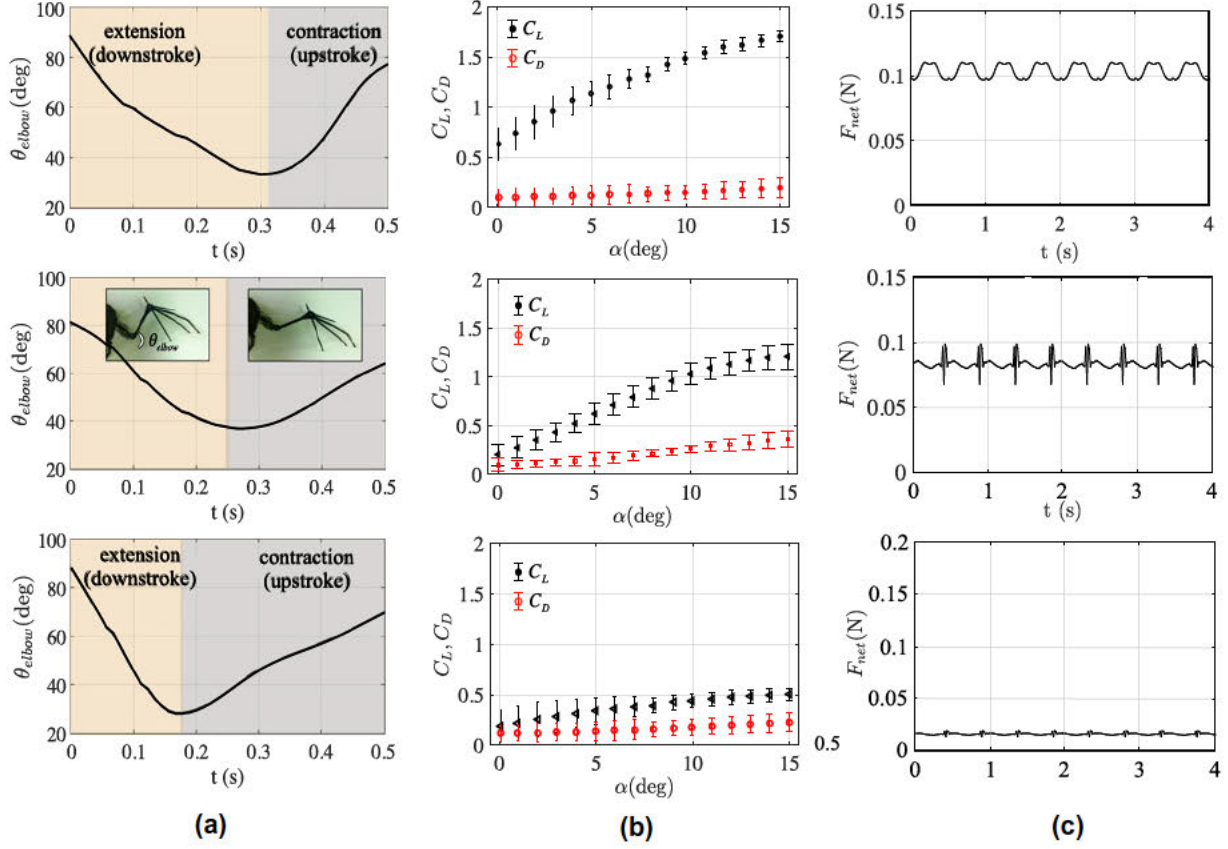 100
80
60
40
20
θelbow(deg)
extension
(downstroke)
contraction
(upstroke)
0 0.1 0.2 0.3 0.4 0.5
t (s)
2
1.5
1
0.5
0
CL, CD
CL
CD
0 5 10 15
α(deg)
0.15
0.1
0.05
0
Fnet(N)
0 1 2 3 4
t (s)
100
80
60
40
20
θelbow(deg)
θelbow
0 0.1 0.2 0.3 0.4 0.5
t (s)
2
1.5
1
0.5
0
CL, CD
CL
CD
0 5 10 15
α(deg)
0.15
0.1
0.05
0
Fnet(N)
0 1 2 3 4
t (s)
100
80
60
40
20
θelbow(deg)
extension
(downstroke)
contraction
(upstroke)
0 0.1 0.2 0.3 0.4 0.5
t (s)
2
1.5
1
0.5
0
CL, CD
CL
CD
0 5 10 15
α(deg)
0.5
0.2
0.15
0.1
0.05
0
Fnet(N)
0 1 2 3 4
t (s)
(a)
(b)
(c)